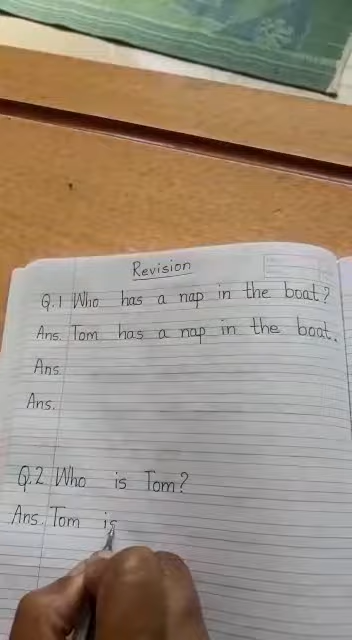 Revision
Q.1 Who has a nap in the boat?
Ans. Tom has a nap in the boat.
Ans
Ans.
Q.2 Who is Tom?
Ans. Tom is